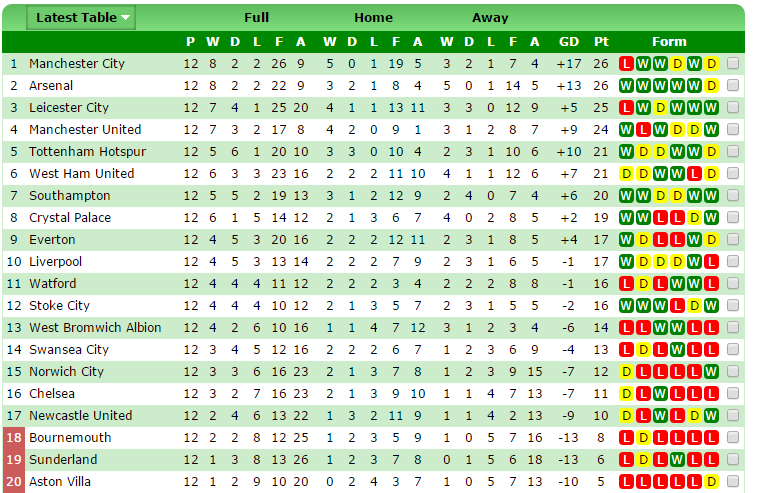 Latest Table Full Home Away
P W D L F A W D L F A W D L F A GD Pt Form
1 Manchester City 12 8 2 2 26 9 5 0 1 19 5 3 2 1 7 4 +17 26 L W W D W D
2 Arsenal 12 8 2 2 22 9 3 2 1 8 4 5 0 1 14 5 +13 26 W W W W W D
3 Leicester City 12 7 4 1 25 20 4 1 1 13 11 3 3 0 12 9 +5 25 L W D W W W
4 Manchester United 12 7 3 2 17 8 4 2 0 9 1 3 1 2 8 7 +9 24 W L W D D W
5 Tottenham Hotspur 12 5 6 1 20 10 3 3 0 10 4 2 3 1 10 6 +10 21 W D D W W D
6 West Ham United 12 6 3 3 23 16 2 2 2 11 10 4 1 1 12 6 +7 21 D D W W L D
7 Southampton 12 5 5 2 19 13 3 1 2 12 9 2 4 0 7 4 +6 20 W W D D W W
8 Crystal Palace 12 6 1 5 14 12 2 1 3 6 7 4 0 2 8 5 +2 19 W W L L D W
9 Everton 12 4 5 3 20 16 2 2 2 12 11 2 3 1 8 5 +4 17 W D L L W D
10 Liverpool 12 4 5 3 13 14 2 2 2 7 9 2 3 1 6 5 -1 17 W D D D W L
11 Watford 12 4 4 4 11 12 2 2 2 3 4 2 2 2 8 8 -1 16 L D L W W L
12 Stoke City 12 4 4 4 10 12 2 1 3 5 7 2 3 1 5 5 -2 16 W W W L D W
13 West Bromwich Albion 12 4 2 6 10 16 1 1 4 7 12 3 1 2 3 4 -6 14 L L W W L L
14 Swansea City 12 3 4 5 12 16 2 2 2 6 7 1 2 3 6 9 -4 13 L D L W L L
15 Norwich City 12 3 3 6 16 23 2 1 3 7 8 1 2 3 9 15 -7 12 D L L L L W
16 Chelsea 12 3 2 7 16 23 2 1 3 9 10 1 1 4 7 13 -7 11 D L W L L L
17 Newcastle United 12 2 4 6 13 22 1 3 2 11 9 1 1 4 2 13 -9 10 D L W L D W
18 Bournemouth 12 2 2 8 12 25 1 2 3 5 9 1 0 5 7 16 -13 8 L D L L L L
19 Sunderland 12 1 3 8 13 26 1 2 3 7 8 0 1 5 6 18 -13 6 L D L W L L
20 Aston Villa 12 1 2 9 10 20 0 2 4 3 7 1 0 5 7 13 -10 5 L L L L L D